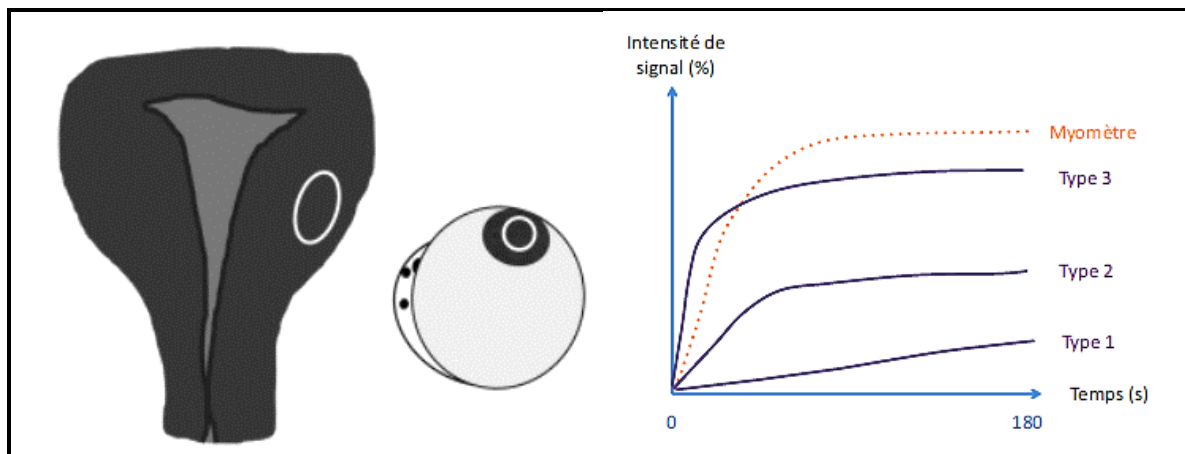 Intensité de
signal (%)
Myomètre
Type 3
Type 2
Type 1
Temps (s)
0
180